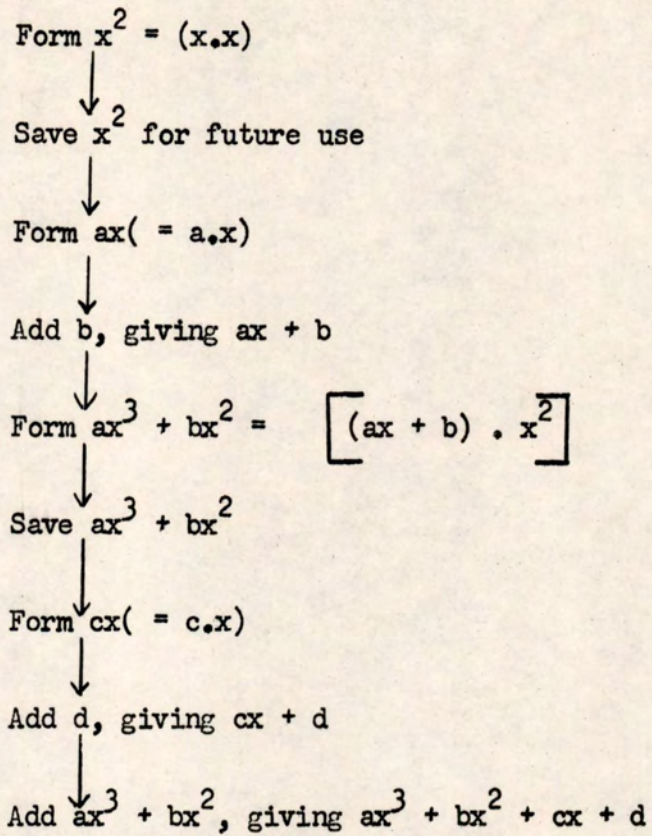 Form x² = (x.x)
Save x² for future use
Form ax( = a.x)
Add b, giving ax + b
Form ax³ + bx² = [(ax + b) . x²]
Save ax³ + bx²
Form cx( = c.x)
Add d, giving cx + d
Add ax³ + bx², giving ax³ + bx² + cx + d